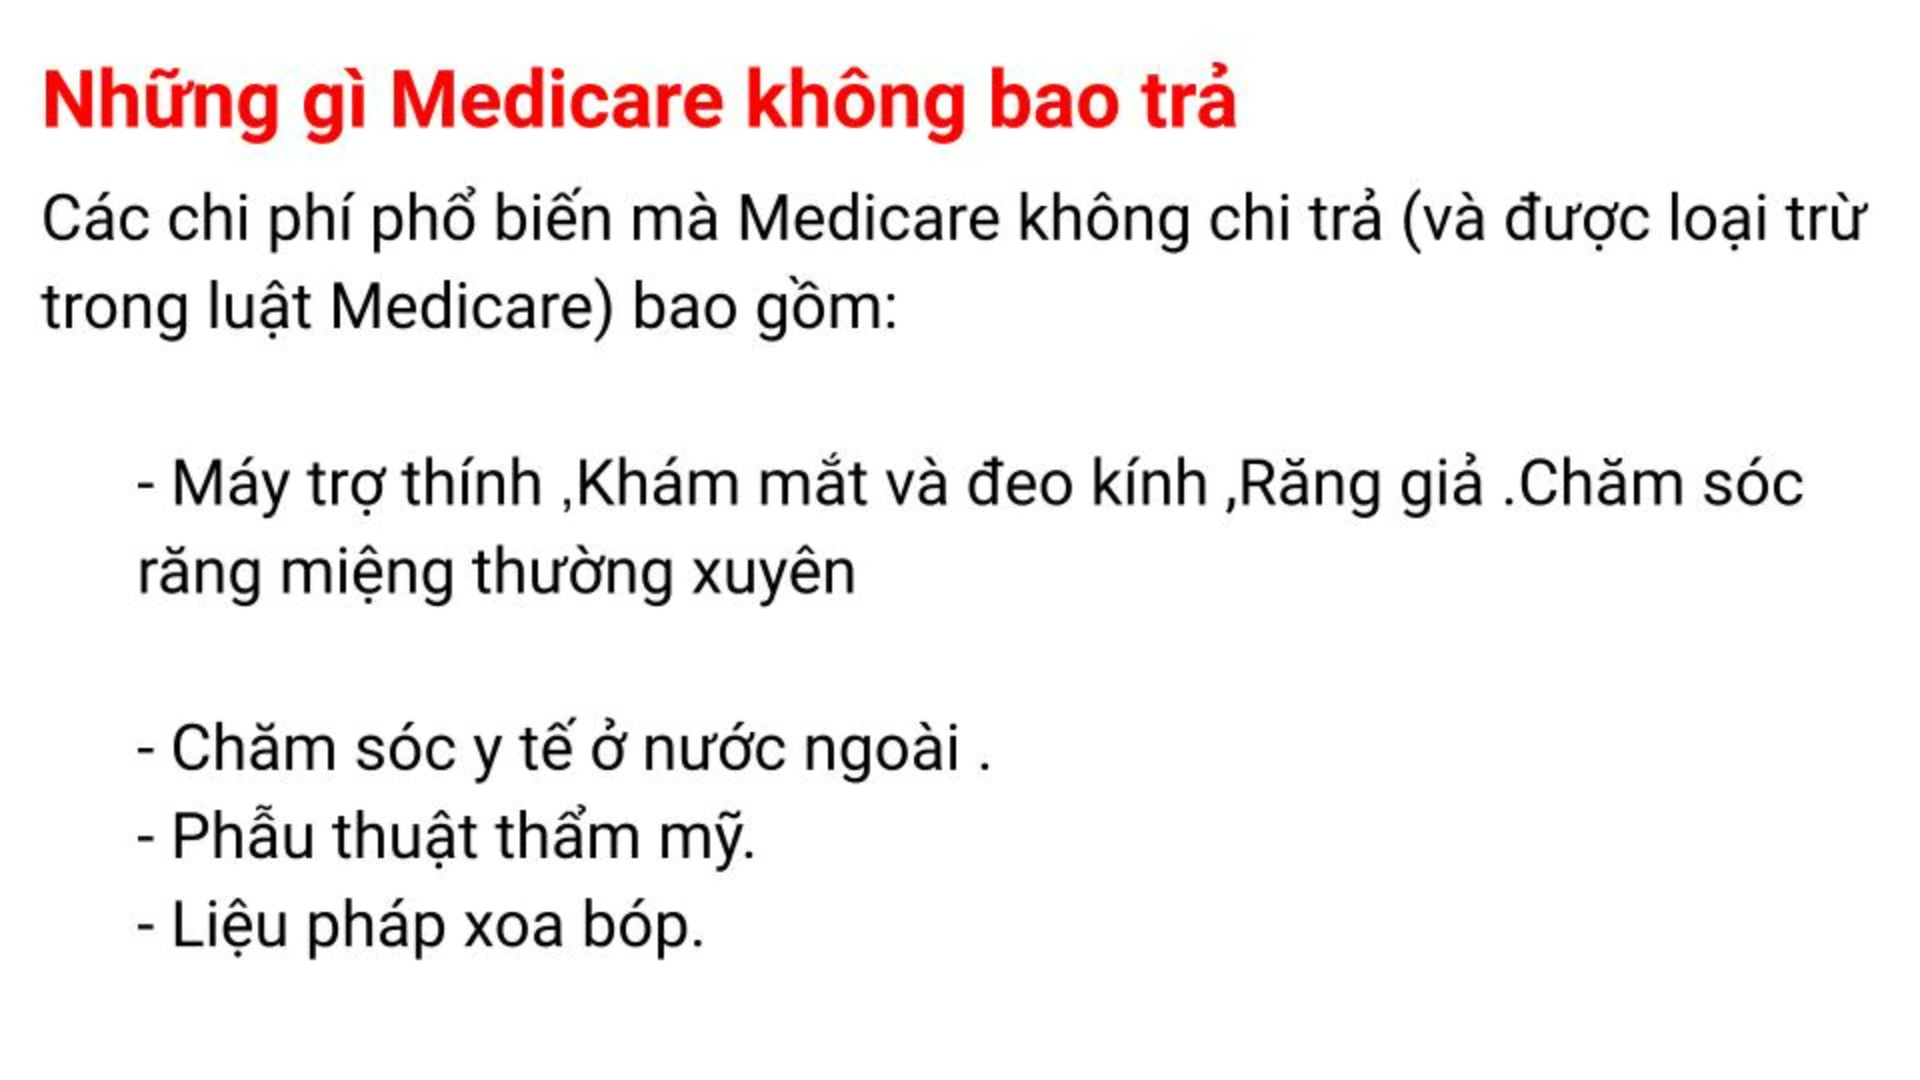 Những gì Medicare không bao trả
Các chi phí phổ biến mà Medicare không chi trả (và được loại trừ
trong luật Medicare) bao gồm:
- Máy trợ thính ,Khám mắt và đeo kính ,Răng giả .Chăm sóc
răng miệng thường xuyên
- Chăm sóc y tế ở nước ngoài .
- Phẫu thuật thẩm mỹ.
- Liệu pháp xoa bóp.